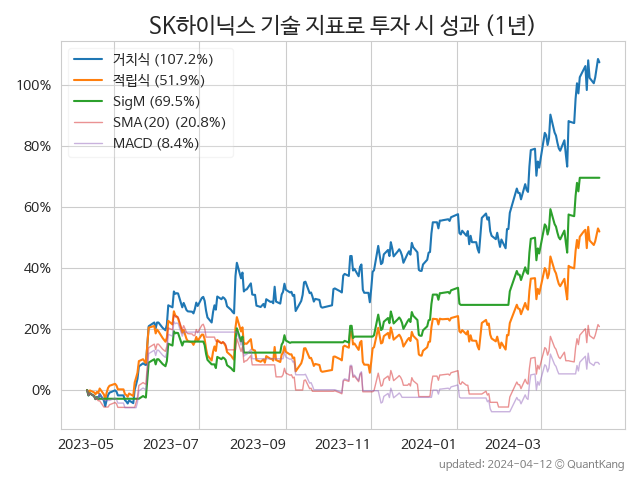 SK하이닉스 기술 지표로 투자 시 성과 (1년)
거치식 (107.2%)
적립식 (51.9%)
SigM (69.5%)
SMA(20) (20.8%)
MACD (8.4%)
100%
80%
60%
40%
20%
0%
2023-05 2023-07 2023-09 2023-11 2024-01 2024-03
updated: 2024-04-12 © QuantKang